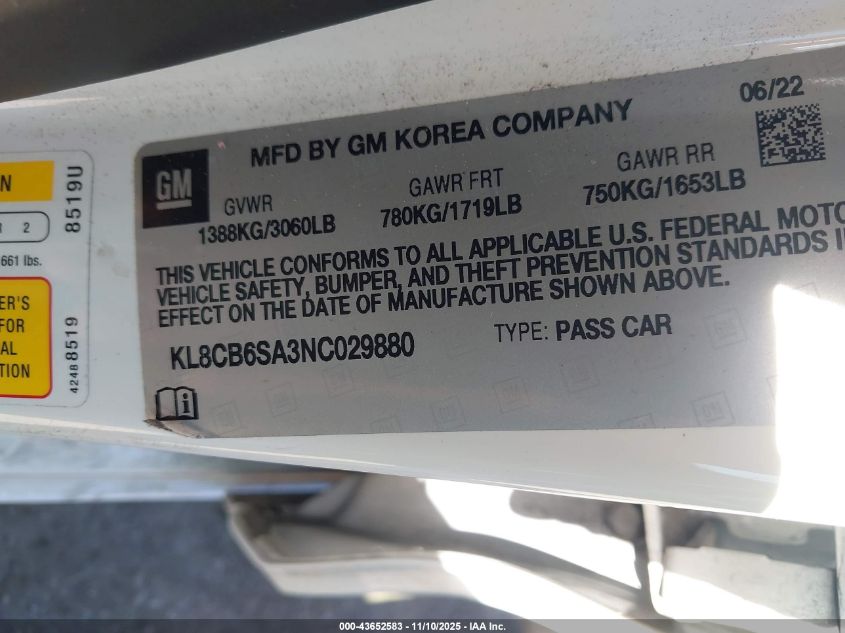 06/22
MFD BY GM KOREA COMPANY
GM
GVWR GAWR FRT GAWR RR
1388KG/3060LB 780KG/1719LB 750KG/1653LB
THIS VEHICLE CONFORMS TO ALL APPLICABLE U.S. FEDERAL MOTO
VEHICLE SAFETY, BUMPER, AND THEFT PREVENTION STANDARDS I
EFFECT ON THE DATE OF MANUFACTURE SHOWN ABOVE.
KL8CB6SA3NC029880 TYPE: PASS CAR
N
2
661 lbs.
8519U
ER'S
FOR
AL
TION
42488519
000-43652583 - 11/10/2025 - IAA Inc.